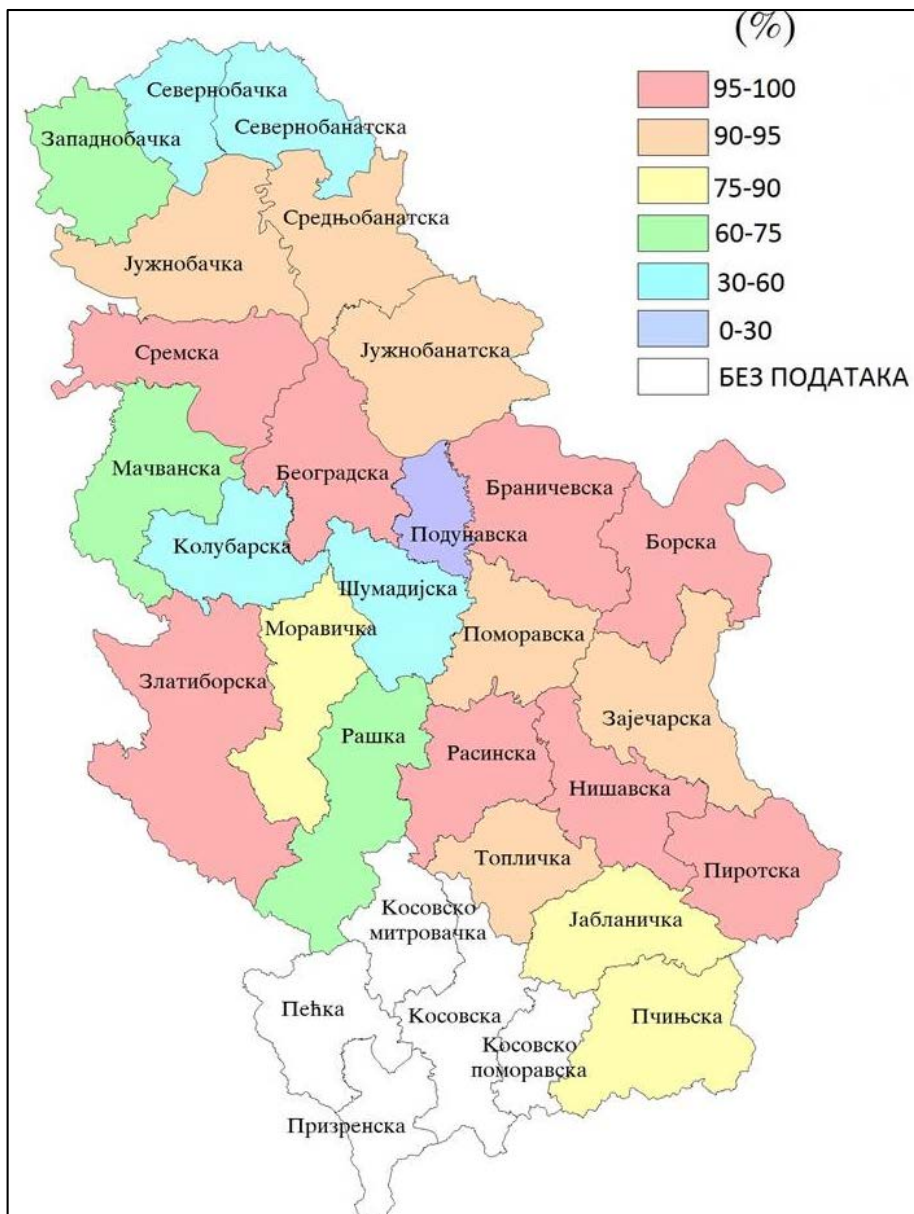 (%)
95-100
90-95
75-90
60-75
30-60
0-30
БЕЗ ПОДАТАКА
Севернобачка
Севернобанатска
Западнобачка
Средњобанатска
Јужнобачка
Сремска
Јужнобанатска
Мачванска
Београдска
Браничевска
Подунавска
Борска
Колубарска
Шумадијска
Моравичка
Поморавска
Златиборска
Зајечарска
Рашка
Расинска
Нишавска
Топличка
Пиротска
Косовско
митровачка
Јабланичка
Пећка
Косовска
Пчињска
Косовско
поморавска
Призренска